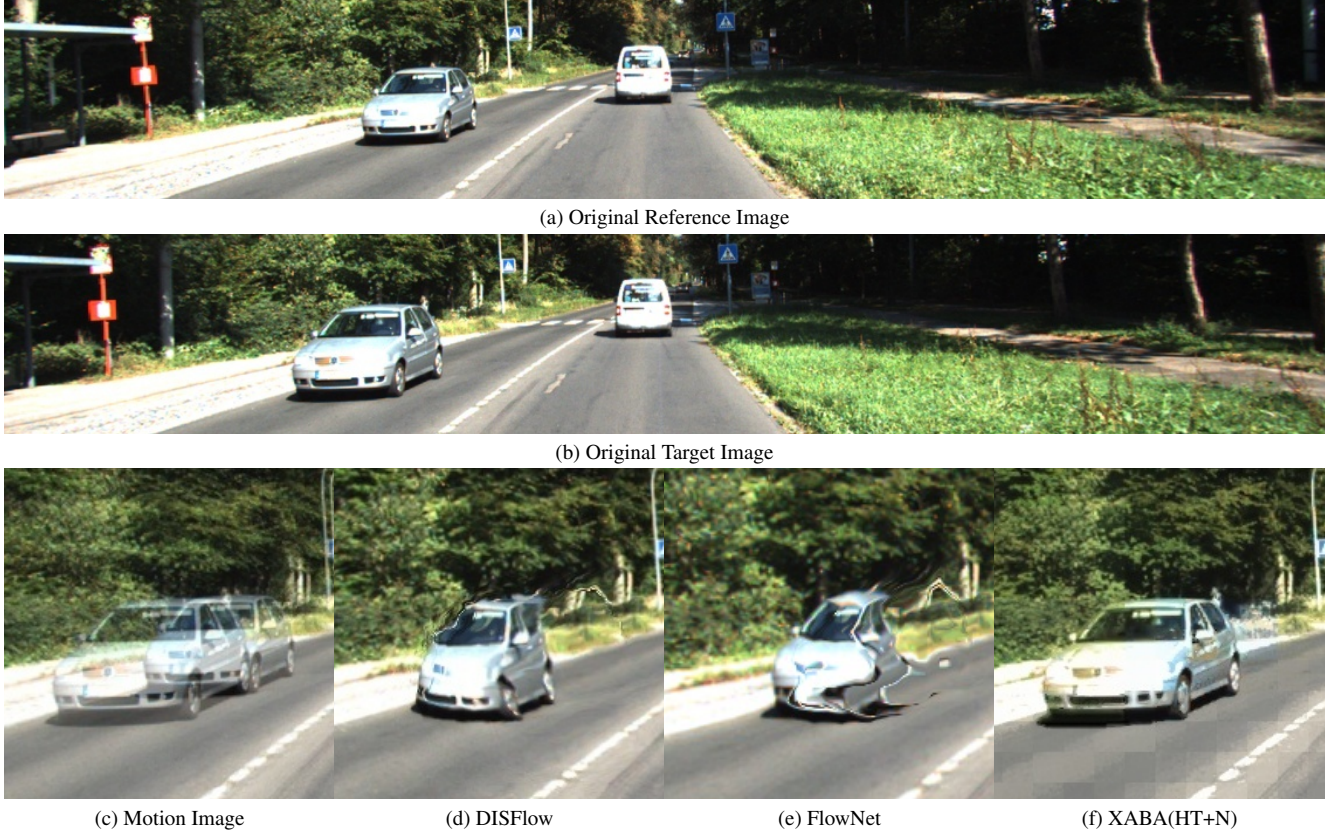 (a) Original Reference Image
(b) Original Target Image
(c) Motion Image
(d) DISFlow
(e) FlowNet
(f) XABA(HT+N)